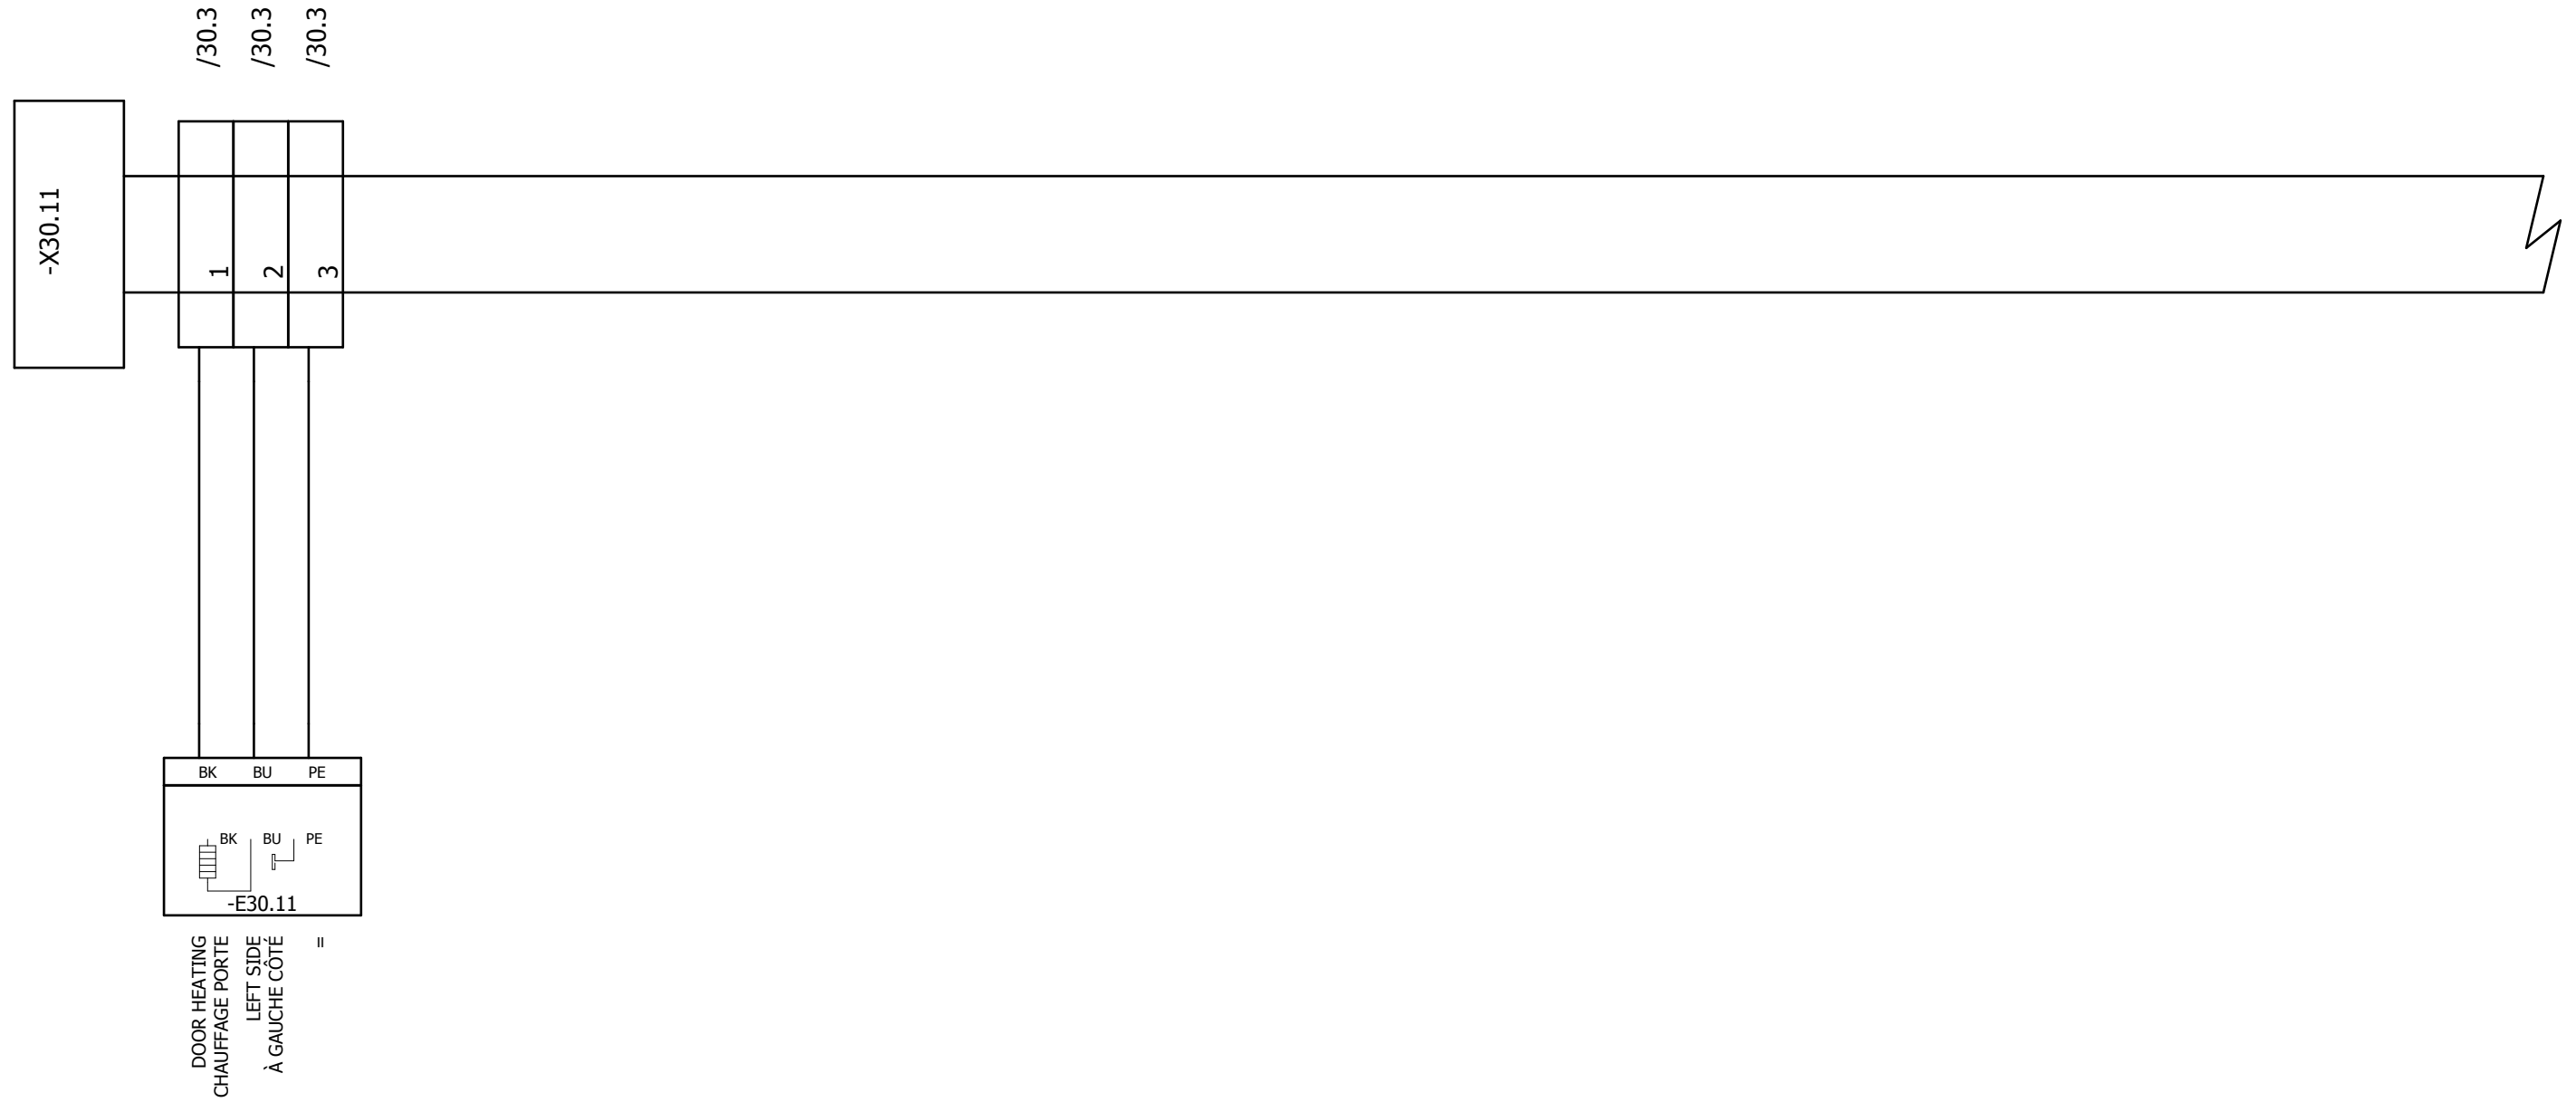 /30.3
/30.3
/30.3
-X30.11
1
2
3
BK BU PE
BK BU PE
-E30.11
DOOR HEATING
CHAUFFAGE PORTE
LEFT SIDE
À GAUCHE CÔTÉ
=